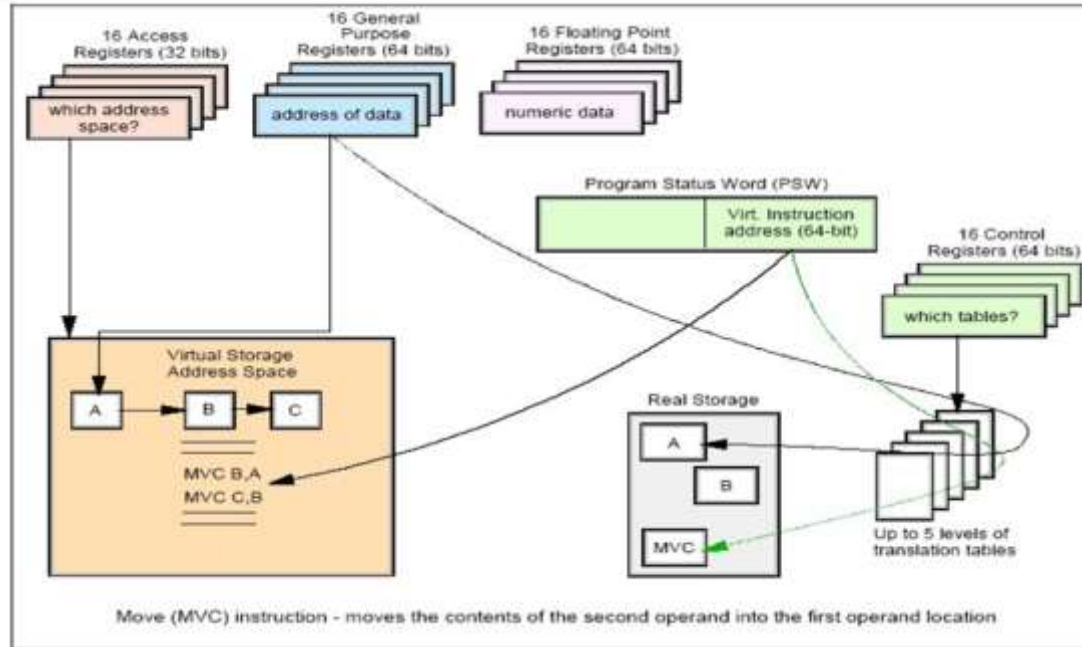 16 Access
Registers (32 bits)
which address
space?
16 General
Purpose
Registers (64 bits)
address of data
16 Floating Point
Registers (64 bits)
numeric data
Program Status Word (PSW)
Virt. Instruction
address (64-bit)
16 Control
Registers (64 bits)
which tables?
Virtual Storage
Address Space
A
B
C
MVC B,A
MVC C,B
Real Storage
A
B
MVC
Up to 5 levels of
translation tables
Move (MVC) instruction - moves the contents of the second operand into the first operand location